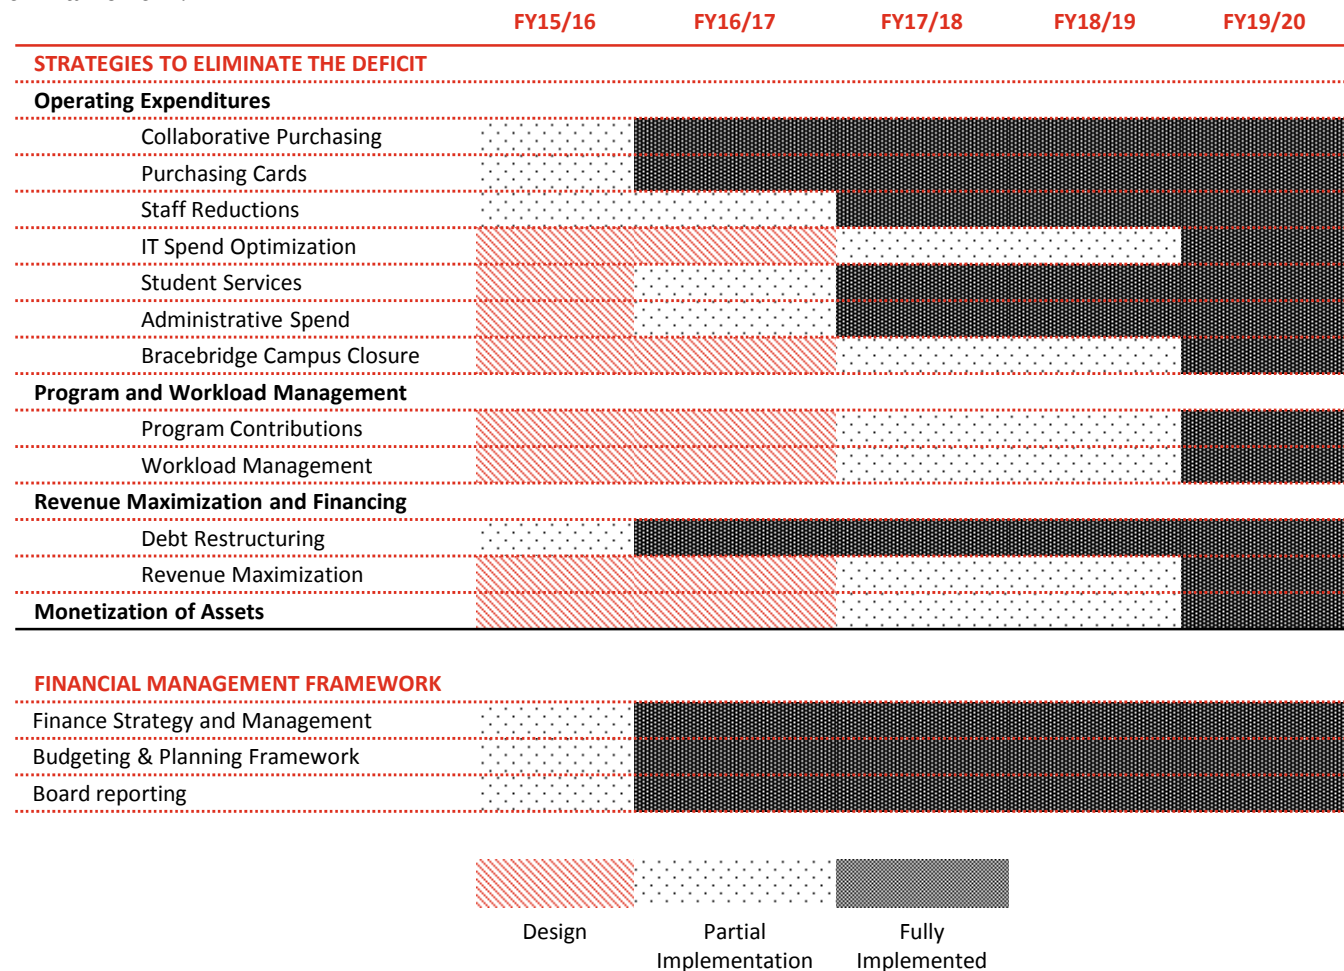 FY15/16 FY16/17 FY17/18 FY18/19 FY19/20
STRATEGIES TO ELIMINATE THE DEFICIT
Operating Expenditures
Collaborative Purchasing
Purchasing Cards
Staff Reductions
IT Spend Optimization
Student Services
Administrative Spend
Bracebridge Campus Closure
Program and Workload Management
Program Contributions
Workload Management
Revenue Maximization and Financing
Debt Restructuring
Revenue Maximization
Monetization of Assets
FINANCIAL MANAGEMENT FRAMEWORK
Finance Strategy and Management
Budgeting & Planning Framework
Board reporting
Design Partial Fully
Implementation Implemented